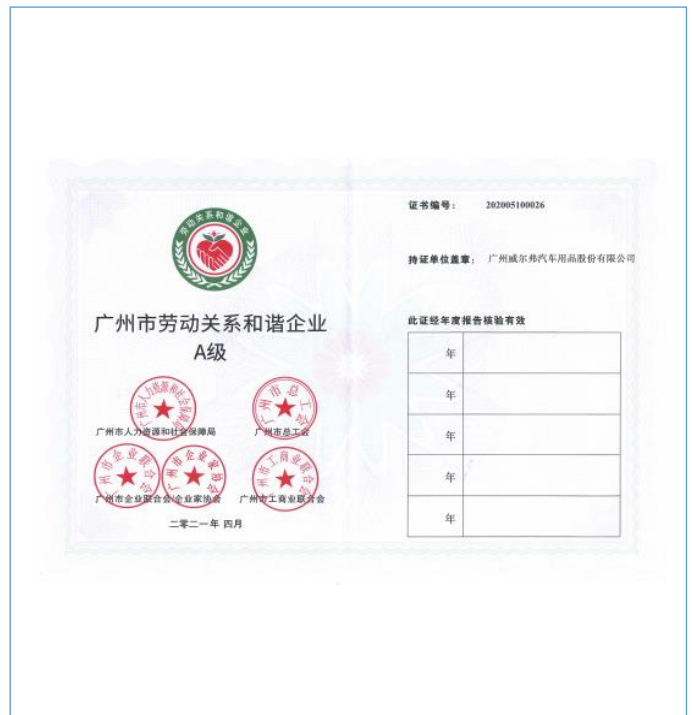 劳动关系和谐企业
广州市劳动关系和谐企业
A级
广州市人力资源和社会保障局
广州市总工会
广州市企业联合会/企业家协会
广州市工商业联合会
二零二一年 四月
证书编号： 202005100026
持证单位盖章： 广州威尔弗汽车用品股份有限公司
此证经年度报告核验有效
年
年
年
年
年